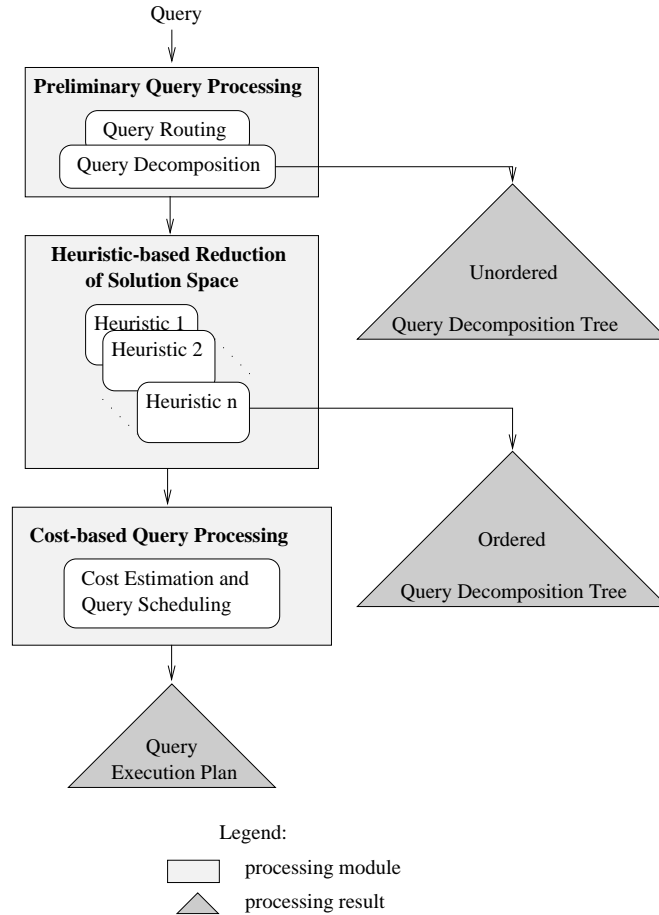 Query
Preliminary Query Processing
Query Routing
Query Decomposition
Unordered
Query Decomposition Tree
Heuristic-based Reduction
of Solution Space
Heuristic 1
Heuristic 2
Heuristic n
Ordered
Query Decomposition Tree
Cost-based Query Processing
Cost Estimation and
Query Scheduling
Query
Execution Plan
Legend:
processing module
processing result